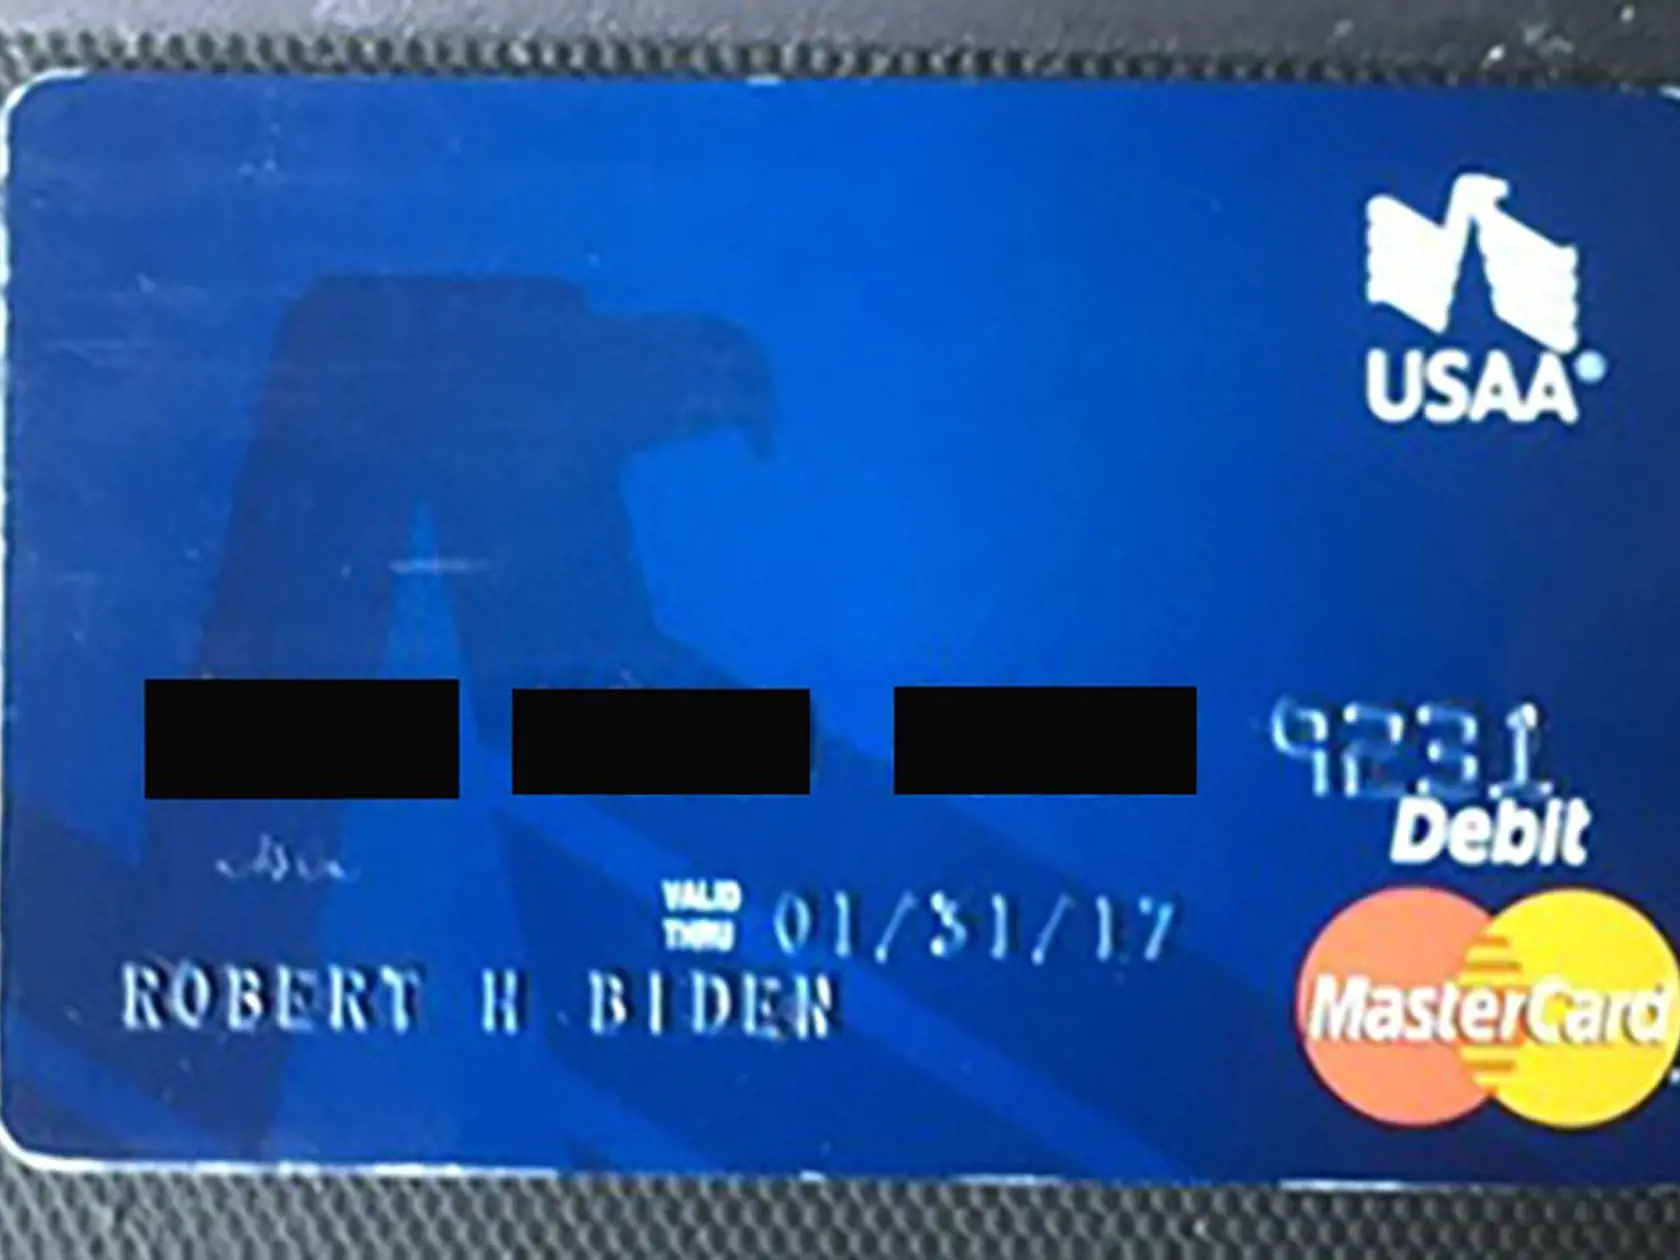 USAA
9231
Debit
VALID
THRU
01/31/17
ROBERT H BIDEN
MasterCard